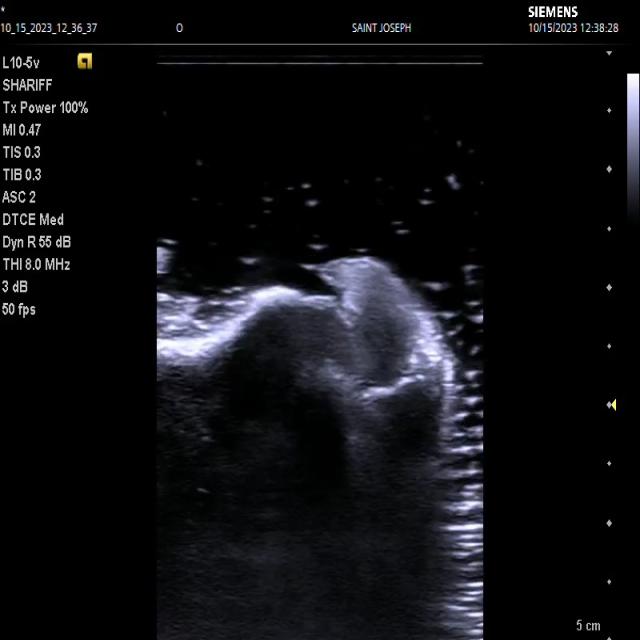 *
SIEMENS
10_15_2023_12_36_37
O
SAINT JOSEPH
10/15/2023 12:38:28
L10-5v
SHARIFF
Tx Power 100%
MI 0.47
TIS 0.3
TIB 0.3
ASC 2
DTCE Med
Dyn R 55 dB
THI 8.0 MHz
3 dB
50 fps
5 cm